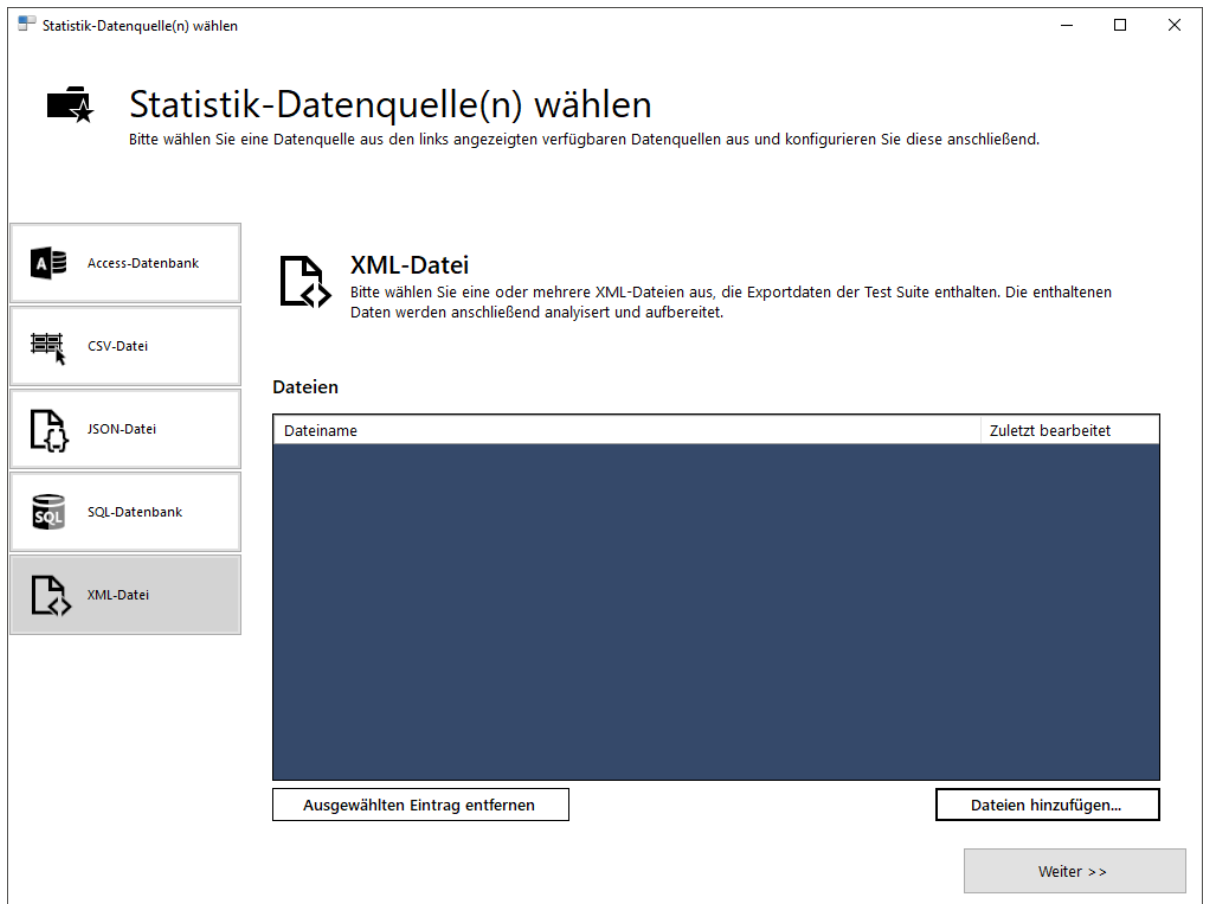 Statistik-Datenquelle(n) wählen
Statistik-Datenquelle(n) wählen
Bitte wählen Sie eine Datenquelle aus den links angezeigten verfügbaren Datenquellen aus und konfigurieren Sie diese anschließend.
A
Access-Datenbank
CSV-Datei
JSON-Datei
SQL
SQL-Datenbank
XML-Datei
XML-Datei
Bitte wählen Sie eine oder mehrere XML-Dateien aus, die Exportdaten der Test Suite enthalten. Die enthaltenen
Daten werden anschließend analyisert und aufbereitet.
Dateien
Dateiname Zuletzt bearbeitet
Ausgewählten Eintrag entfernen Dateien hinzufügen...
Weiter >>